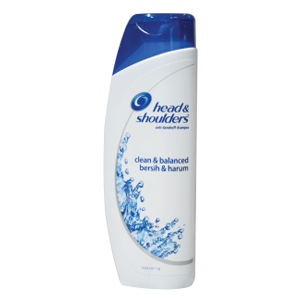 head &
shoulders
anti-dandruff shampoo
clean & balanced
bersih & harum